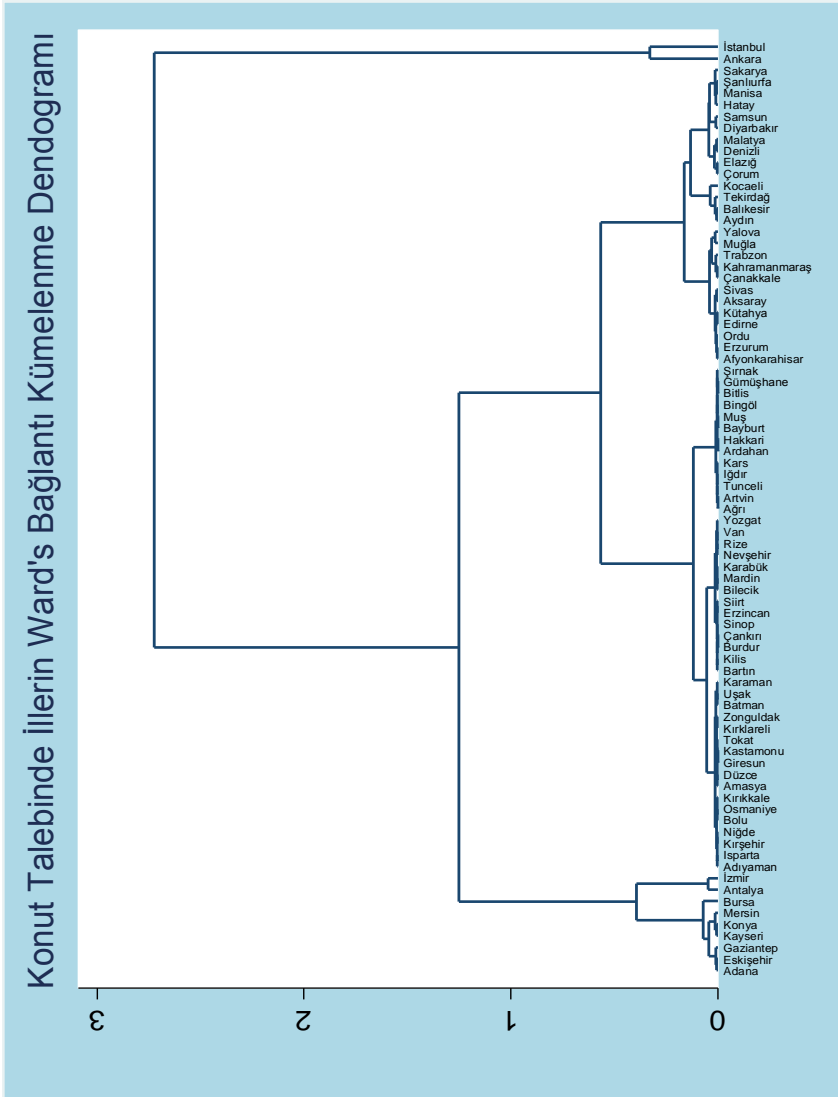 Konut Talebinde İllerin Ward's Bağlantı Kümelenme Dendogramı
İstanbul
Ankara
Sakarya
Şanlıurfa
Manisa
Hatay
Samsun
Diyarbakır
Malatya
Denizli
Elazığ
Çorum
Kocaeli
Tekirdağ
Balıkesir
Aydın
Yalova
Muğla
Trabzon
Kahramanmaraş
Çanakkale
Sivas
Aksaray
Kütahya
Edirne
Ordu
Erzurum
Afyonkarahisar
Şırnak
Gümüşhane
Bitlis
Bingöl
Muş
Bayburt
Hakkari
Ardahan
Kars
Iğdır
Tunceli
Artvin
Ağrı
Yozgat
Van
Rize
Nevşehir
Karabük
Mardin
Bilecik
Siirt
Erzincan
Sinop
Çankırı
Burdur
Kilis
Bartın
Karaman
Uşak
Batman
Zonguldak
Kırklareli
Tokat
Kastamonu
Giresun
Düzce
Amasya
Kırıkkale
Osmaniye
Bolu
Niğde
Kırşehir
Isparta
Adıyaman
İzmir
Antalya
Bursa
Mersin
Konya
Kayseri
Gaziantep
Eskişehir
Adana
3 2 1 0